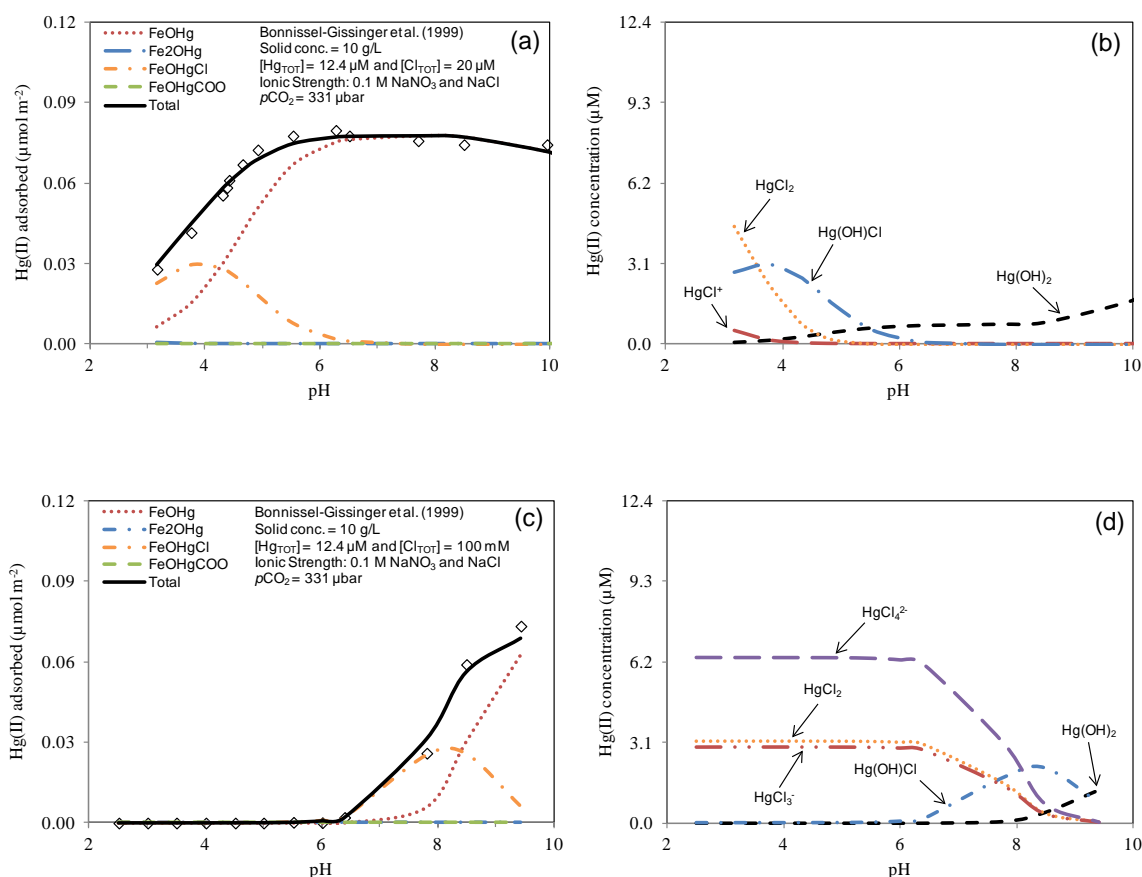 (a)
FeOHg
Fe2OHg
FeOHgCl
FeOHgCOO
Total
Bonnissel-Gissinger et al. (1999)
Solid conc. = 10 g/L
[HgTOT] = 12.4 µM and [ClTOT] = 20 µM
Ionic Strength: 0.1 M NaNO3 and NaCl
pCO2 = 331 µbar
Hg(II) adsorbed (µmol m-2)
0.12
0.09
0.06
0.03
0.00
2 4 6 8 10
pH
(b)
Hg(II) concentration (µM)
12.4
9.3
6.2
3.1
0.0
HgCl2
Hg(OH)Cl
Hg(OH)2
HgCl+
2 4 6 8 10
pH
(c)
FeOHg
Fe2OHg
FeOHgCl
FeOHgCOO
Total
Bonnissel-Gissinger et al. (1999)
Solid conc. = 10 g/L
[HgTOT] = 12.4 µM and [ClTOT] = 100 mM
Ionic Strength: 0.1 M NaNO3 and NaCl
pCO2 = 331 µbar
Hg(II) adsorbed (µmol m-2)
0.12
0.09
0.06
0.03
0.00
2 4 6 8 10
pH
(d)
Hg(II) concentration (µM)
12.4
9.3
6.2
3.1
0.0
HgCl42-
HgCl2
Hg(OH)2
Hg(OH)Cl
HgCl3-
2 4 6 8 10
pH